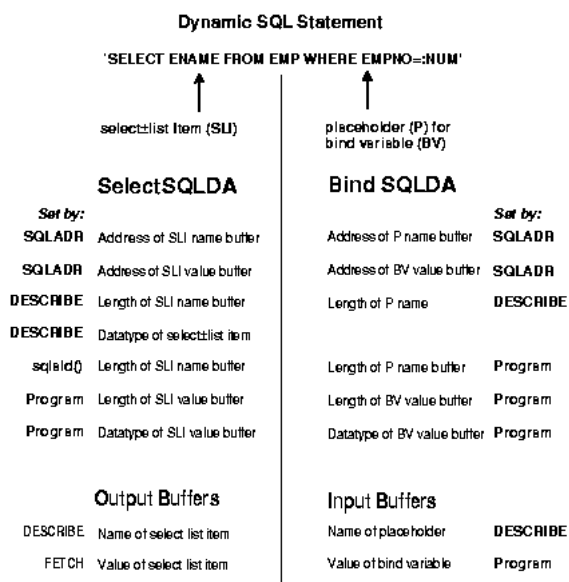 Dynamic SQL Statement
'SELECT ENAME FROM EMP WHERE EMPNO=:NUM'
select±list Item (SLI)
placeholder (P) for
bind variable (BV)
SelectSQLDA
Set by:
SQLADR Address of SLI name buffer
SQLADR Address of SLI value buffer
DESCRIBE Length of SLI name buffer
DESCRIBE Datatype of select±list item
sqlald() Length of SLI name buffer
Program Length of SLI value buffer
Program Datatype of SLI value buffer
Output Buffers
DESCRIBE Name of select list item
FETCH Value of select list item
Bind SQLDA
Set by:
Address of P name buffer SQLADR
Address of BV value buffer SQLADR
Length of P name DESCRIBE
Length of P name buffer Program
Length of BV value buffer Program
Datatype of BV value buffer Program
Input Buffers
Name of placeholder DESCRIBE
Value of bind variable Program